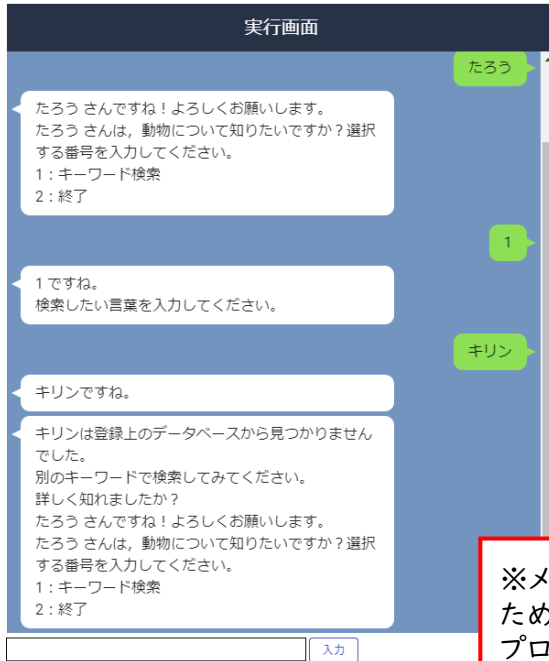 実行画面
たろう
たろう さんですね！よろしくお願いします。
たろう さんは，動物について知りたいですか？選択
する番号を入力してください。
1：キーワード検索
2：終了
1
1 ですね。
検索したい言葉を入力してください。
キリン
キリンですね。
キリンは登録上のデータベースから見つかりません
でした。
別のキーワードで検索してみてください。
詳しく知れましたか？
たろう さんですね！よろしくお願いします。
たろう さんは，動物について知りたいですか？選択
する番号を入力してください。
1：キーワード検索
2：終了
※メ
ため
プロ
入力